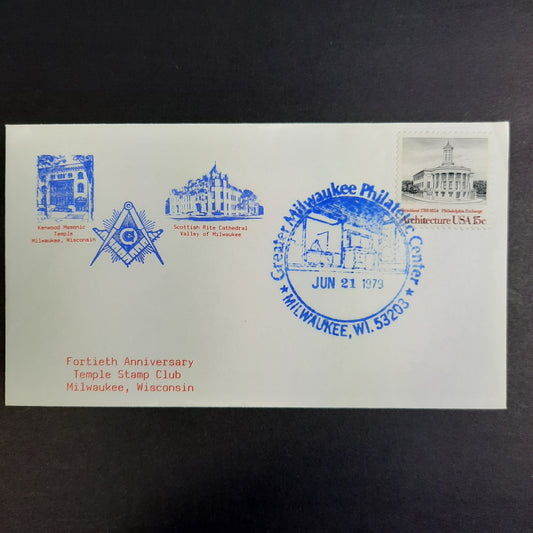 Kenwood Masonic
Temple
Milwaukee, Wisconsin
G
Scottish Rite Cathedral
Valley of Milwaukee
Greater Milwaukee Philatelic Center
JUN 21 1979
★ MILWAUKEE, WI. 53203 ★
Strickland 1788-1854 Philadelphia Exchange
Architecture USA 15c
Fortieth Anniversary
Temple Stamp Club
Milwaukee, Wisconsin